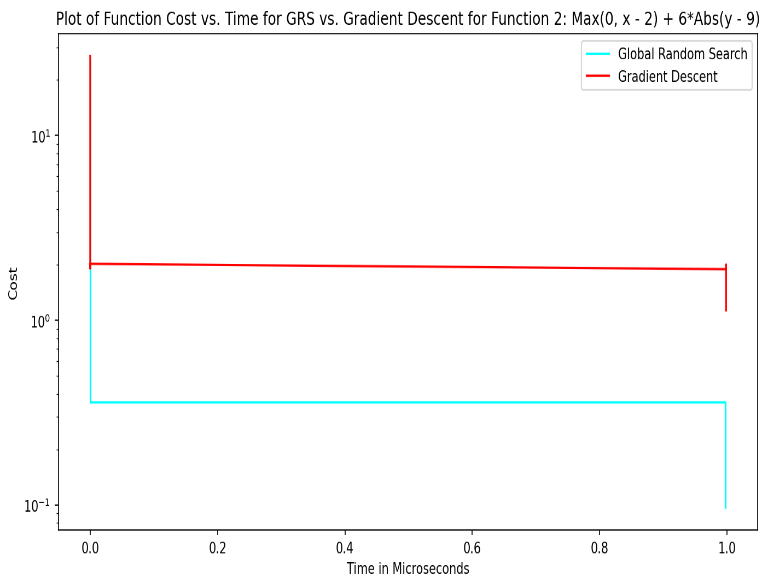 Plot of Function Cost vs. Time for GRS vs. Gradient Descent for Function 2: Max(0, x - 2) + 6*Abs(y - 9)
Global Random Search
Gradient Descent
10¹
10⁰
10⁻¹
Cost
0.0 0.2 0.4 0.6 0.8 1.0
Time in Microseconds